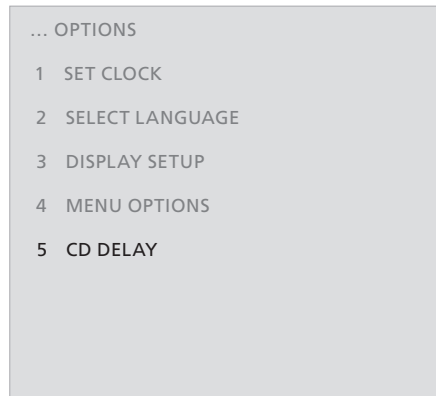 ... OPTIONS
1 SET CLOCK
2 SELECT LANGUAGE
3 DISPLAY SETUP
4 MENU OPTIONS
5 CD DELAY